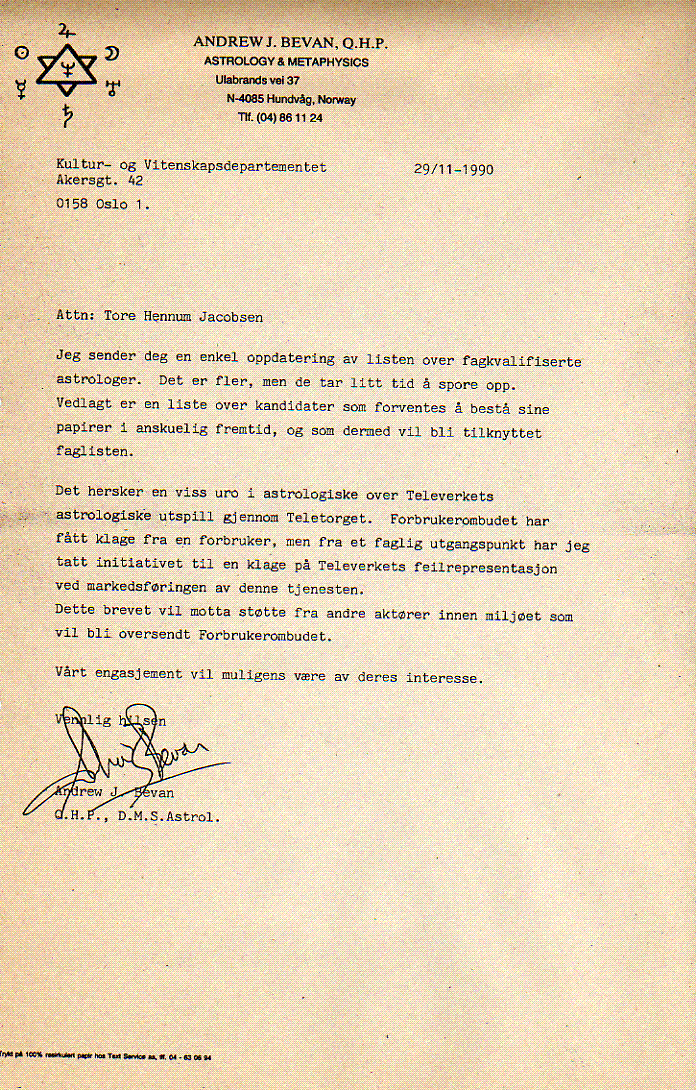 ANDREW J. BEVAN, Q.H.P.
ASTROLOGY & METAPHYSICS
Ulabrands vei 37
N-4085 Hundvåg, Norway
Tlf. (04) 86 11 24
Kultur- og Vitenskapsdepartementet 29/11-1990
Akersgt. 42
0158 Oslo 1.
Attn: Tore Hennum Jacobsen
Jeg sender deg en enkel oppdatering av listen over fagkvalifiserte
astrologer. Det er fler, men de tar litt tid å spore opp.
Vedlagt er en liste over kandidater som forventes å bestå sine
papirer i anskuelig fremtid, og som dermed vil bli tilknyttet
faglisten.
Det hersker en viss uro i astrologiske over Televerkets
astrologiske utspill gjennom Teletorget. Forbrukerombudet har
fått klage fra en forbruker, men fra et faglig utgangspunkt har jeg
tatt initiativet til en klage på Televerkets feilrepresentasjon
ved markedsføringen av denne tjenesten.
Dette brevet vil motta støtte fra andre aktører innen miljøet som
vil bli oversendt Forbrukerombudet.
Vårt engasjement vil muligens være av deres interesse.
Vennlig hilsen
Andrew J. Bevan
Q.H.P., D.M.S.Astrol.
Trykt på 100% resirkulert papir hos Text Service as, tlf. 04 - 63 06 94